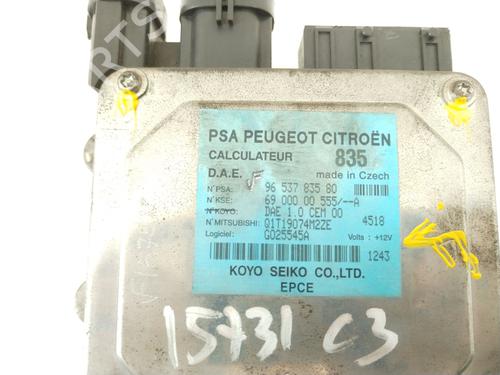 PSA PEUGEOT CITROËN
CALCULATEUR 835
D.A.E. made in Czech
N°PSA: 96 537 835 80
N°KSE: 69 000 00 555/--A
N°KOYO: DAE 1.0 CEM 00
N°MITSUBISHI: Q1T19074M2ZE 4518
Logiciel: G025545A Volts : +12V
1243
KOYO SEIKO CO.,LTD.
EPCE
15731 C3